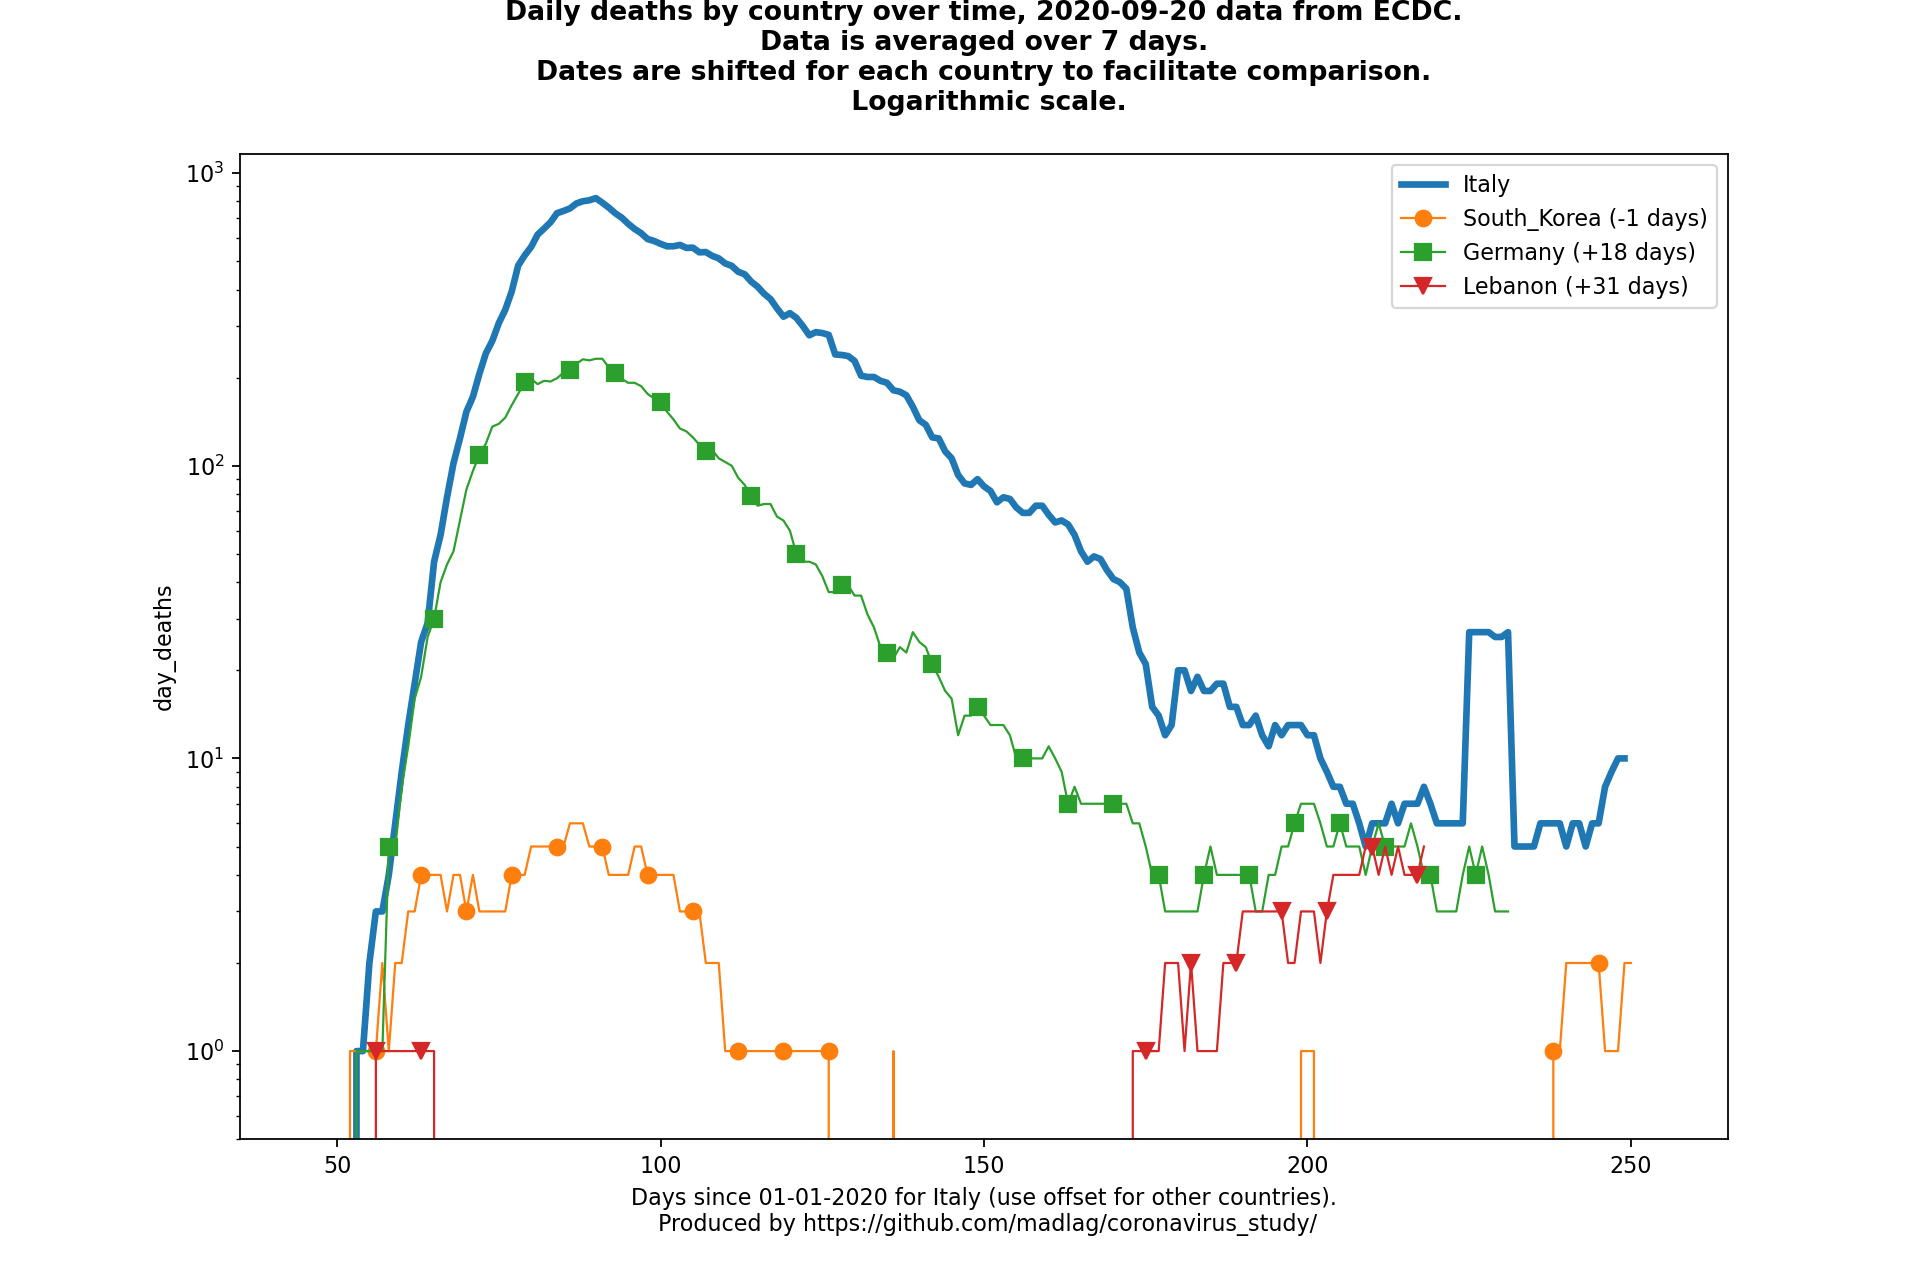 Daily deaths by country over time, 2020-09-20 data from ECDC.
Data is averaged over 7 days.
Dates are shifted for each country to facilitate comparison.
Logarithmic scale.
10³
10²
10¹
10⁰
day_deaths
Italy
South_Korea (-1 days)
Germany (+18 days)
Lebanon (+31 days)
50
100
150
200
250
Days since 01-01-2020 for Italy (use offset for other countries).
Produced by https://github.com/madlag/coronavirus_study/